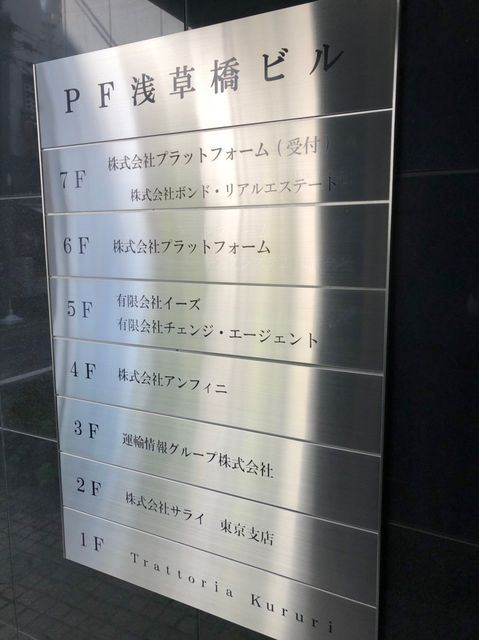 PF浅草橋ビル
7F 株式会社プラットフォーム(受付)
株式会社ボンド・リアルエステート
6F 株式会社プラットフォーム
5F 有限会社イーズ
有限会社チェンジ・エージェント
4F 株式会社アンフィニ
3F 運輸情報グループ株式会社
2F 株式会社サライ 東京支店
1F Trattoria Kururi